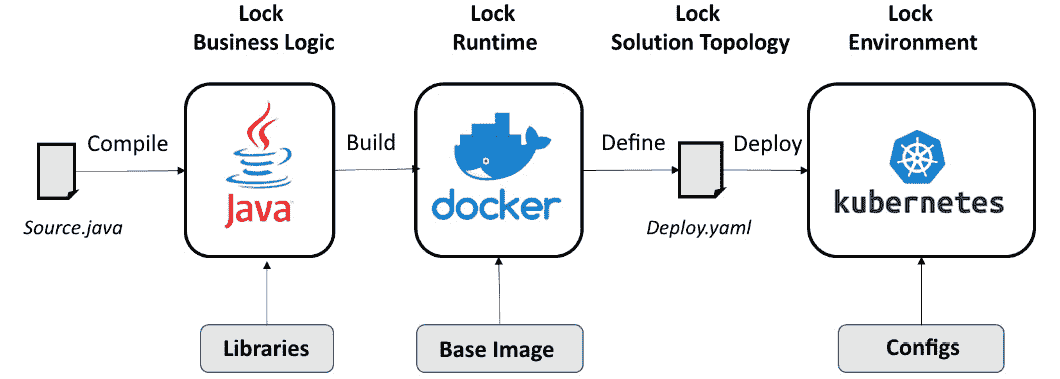 Lock
Business Logic
Lock
Runtime
Lock
Solution Topology
Lock
Environment
Compile
Build
Define
Deploy
Source.java
Java
docker
Deploy.yaml
kubernetes
Libraries
Base Image
Configs